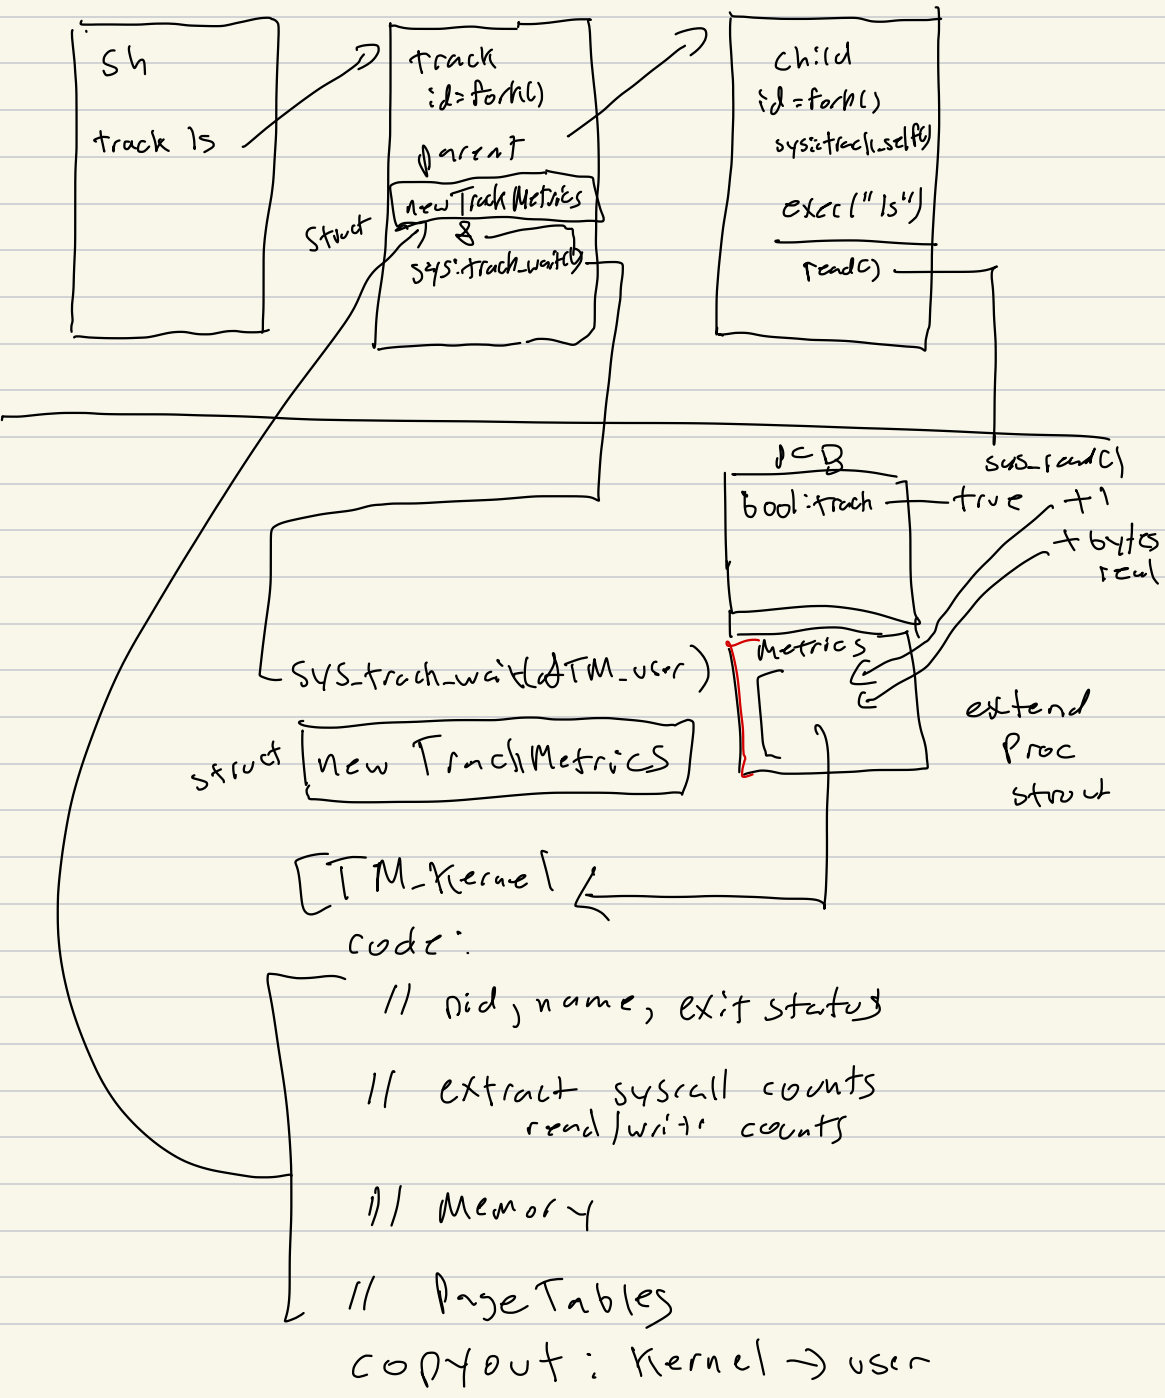 sh
track ls
track
id=fork()
parent
new TrackMetrics
struct
&
sys:track_wait()
child
id=fork()
sys:track_self()
exec("ls")
read()
PCB
sys_read()
bool:track
true
+1
+bytes
read
Metrics
sys_track_wait(&TM_user)
struct
new TrackMetrics
extend
Proc
struct
TM_Kernel
code:
// pid, name, exit status
// extract syscall counts
read/write counts
// Memory
// PageTables
copyout: Kernel → user